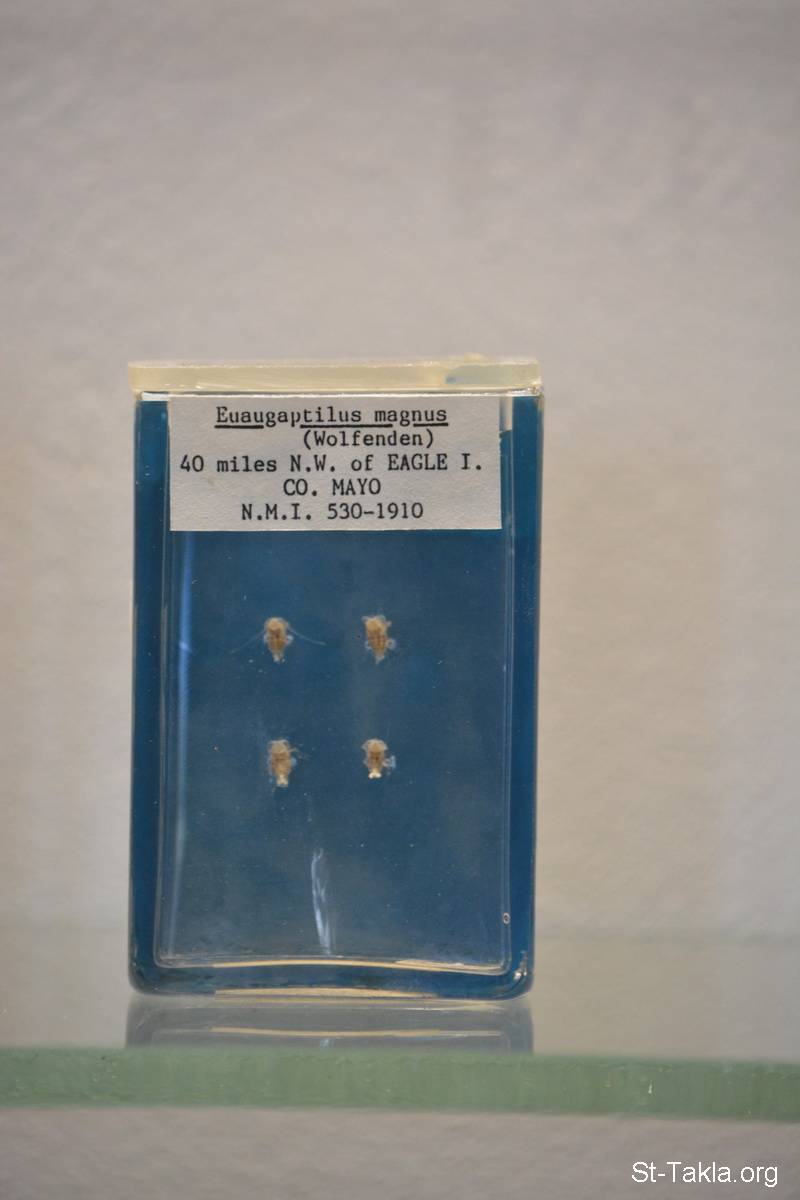 Euaugaptilus magnus
(Wolfenden)
40 miles N.W. of EAGLE I.
CO. MAYO
N.M.I. 530-1910
St-Takla.org